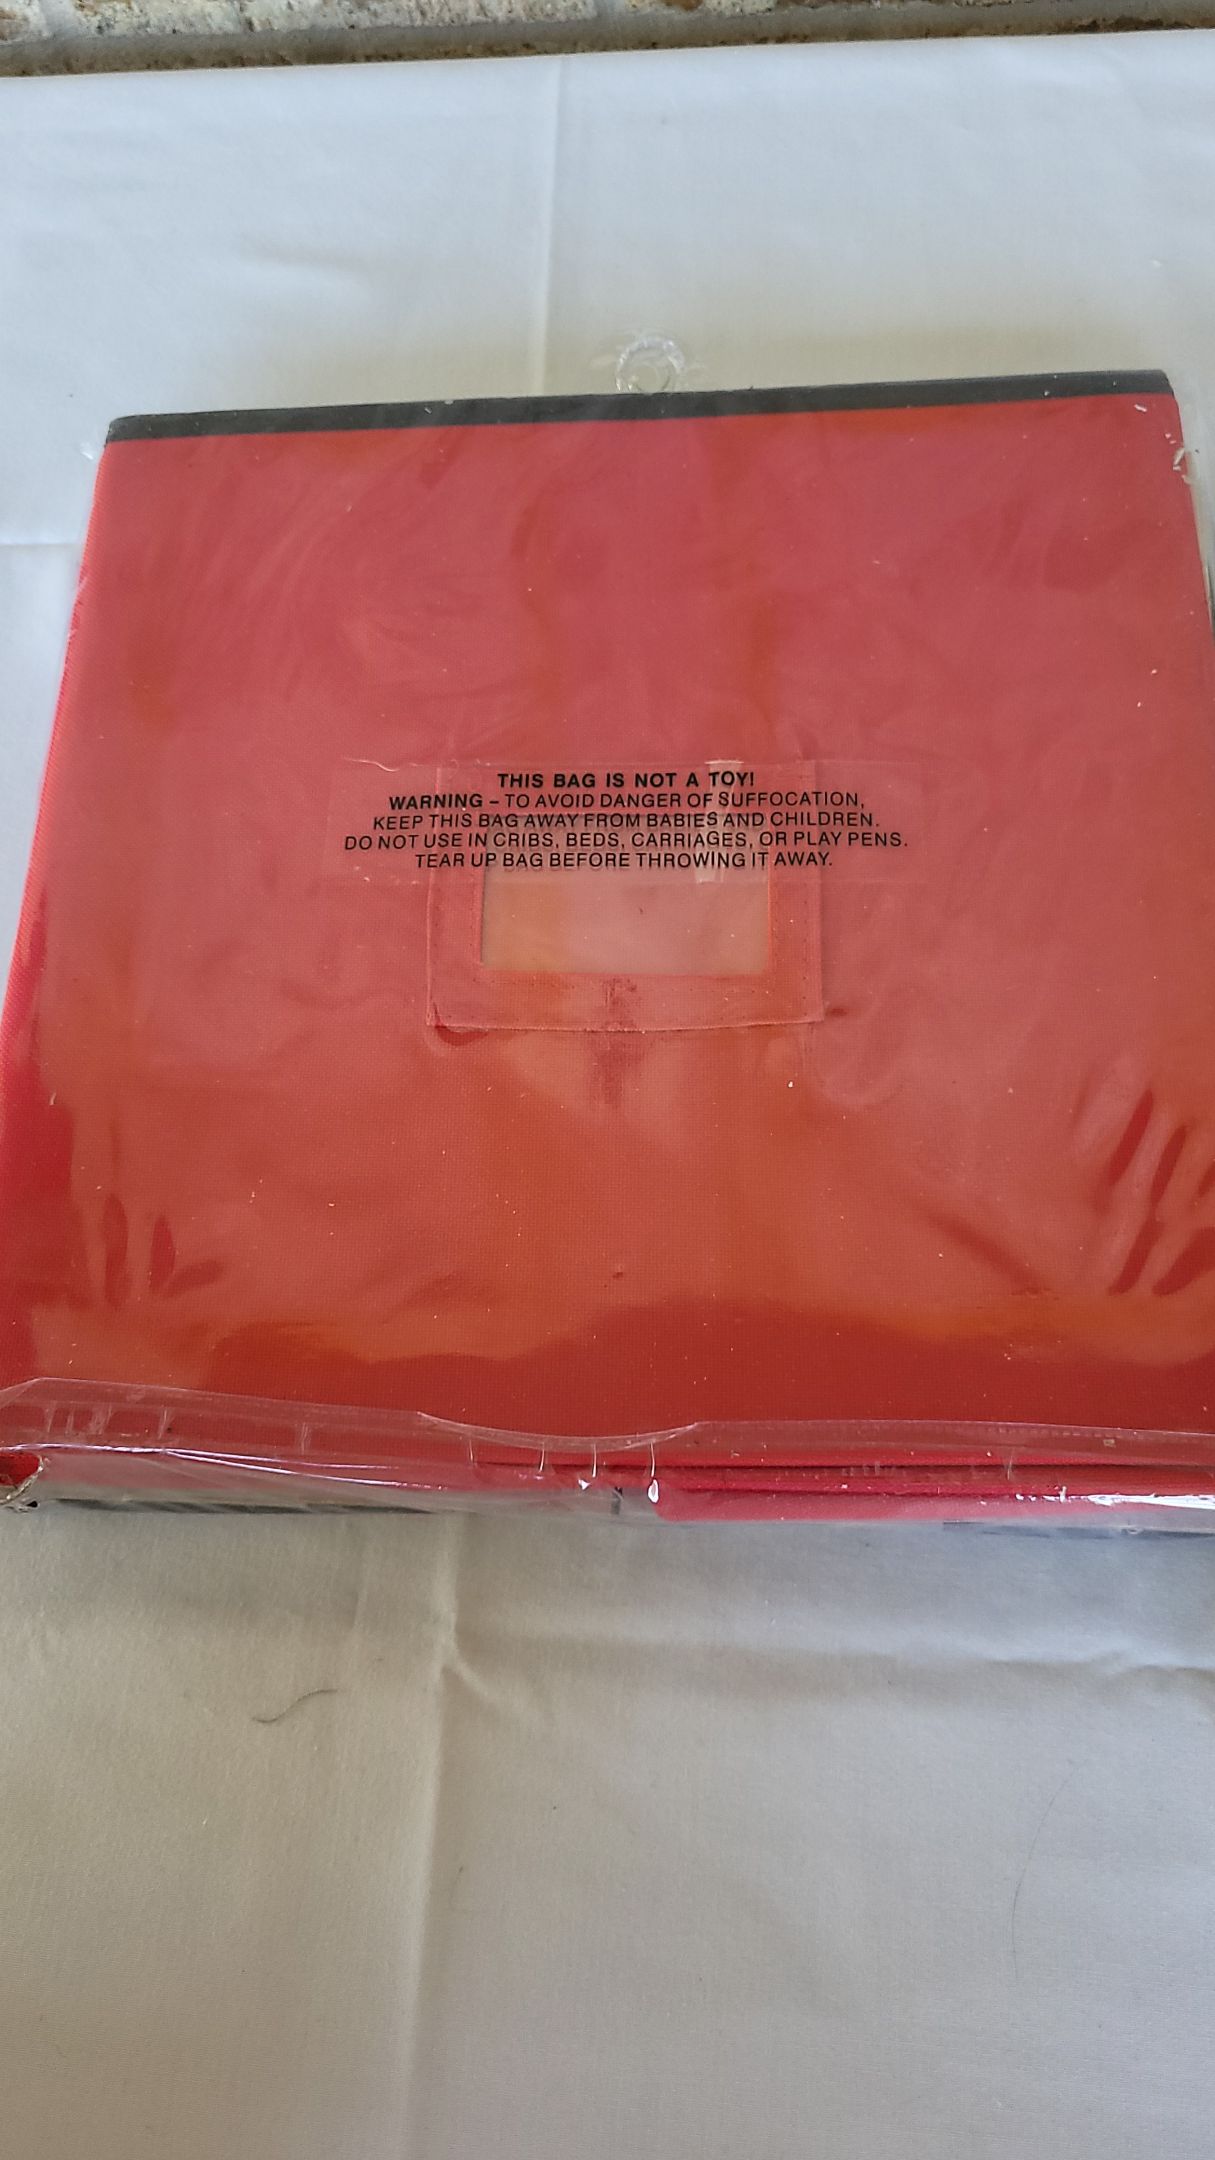 THIS BAG IS NOT A TOY!
WARNING – TO AVOID DANGER OF SUFFOCATION,
KEEP THIS BAG AWAY FROM BABIES AND CHILDREN.
DO NOT USE IN CRIBS, BEDS, CARRIAGES, OR PLAY PENS.
TEAR UP BAG BEFORE THROWING IT AWAY.